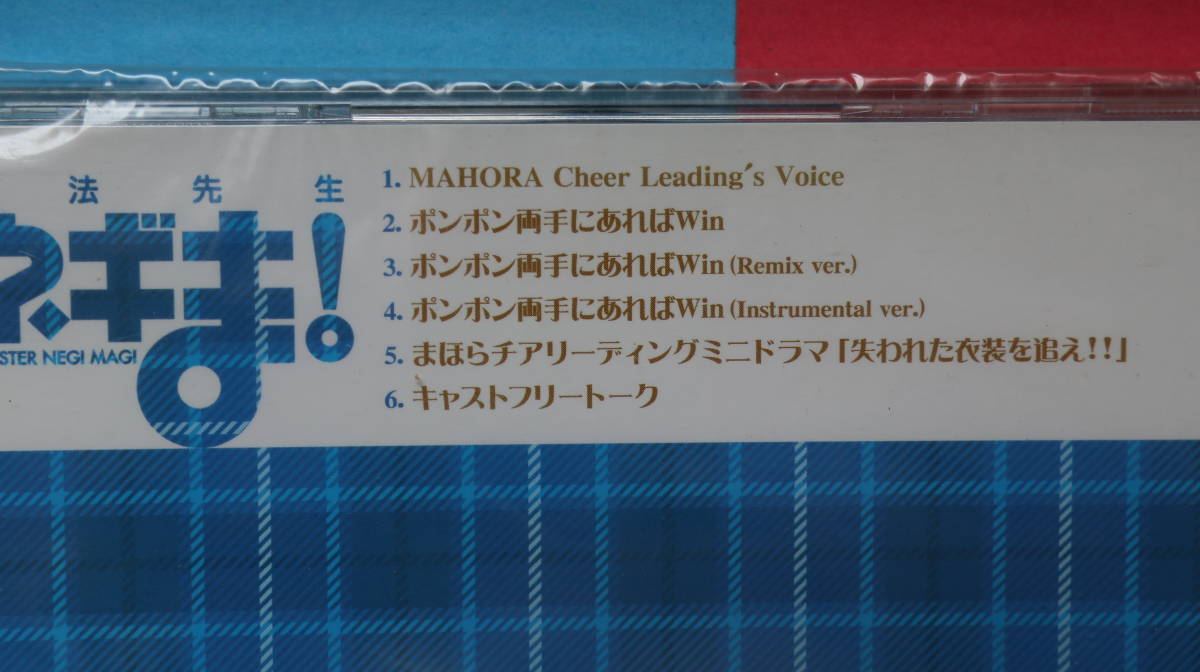 法先生
ネギま!
STER NEGI MAGI
1. MAHORA Cheer Leading's Voice
2. ポンポン両手にあればWin
3. ポンポン両手にあればWin (Remix ver.)
4. ポンポン両手にあればWin (Instrumental ver.)
5. まほらチアリーディングミニドラマ「失われた衣装を追え!!」
6. キャストフリートーク